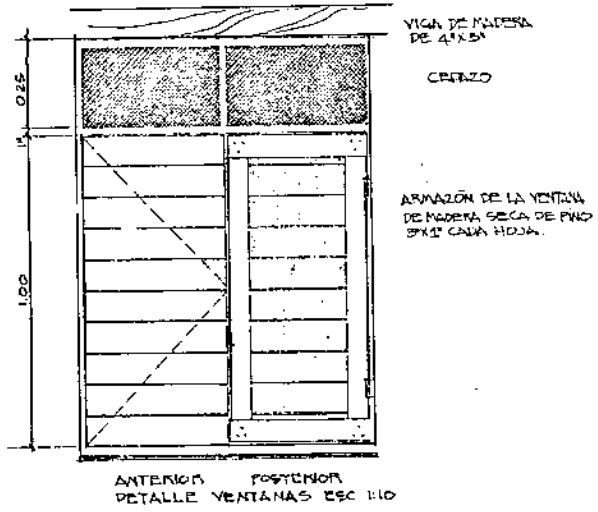 VIGA DE MADERA
DE 4"X5"
CEDAZO
0.25
1"
ARMAZÓN DE LA VENTANA
DE MADERA SECA DE PINO
3"X1" CADA HOJA.
1.00
ANTERIOR POSTERIOR
DETALLE VENTANAS ESC 1:10